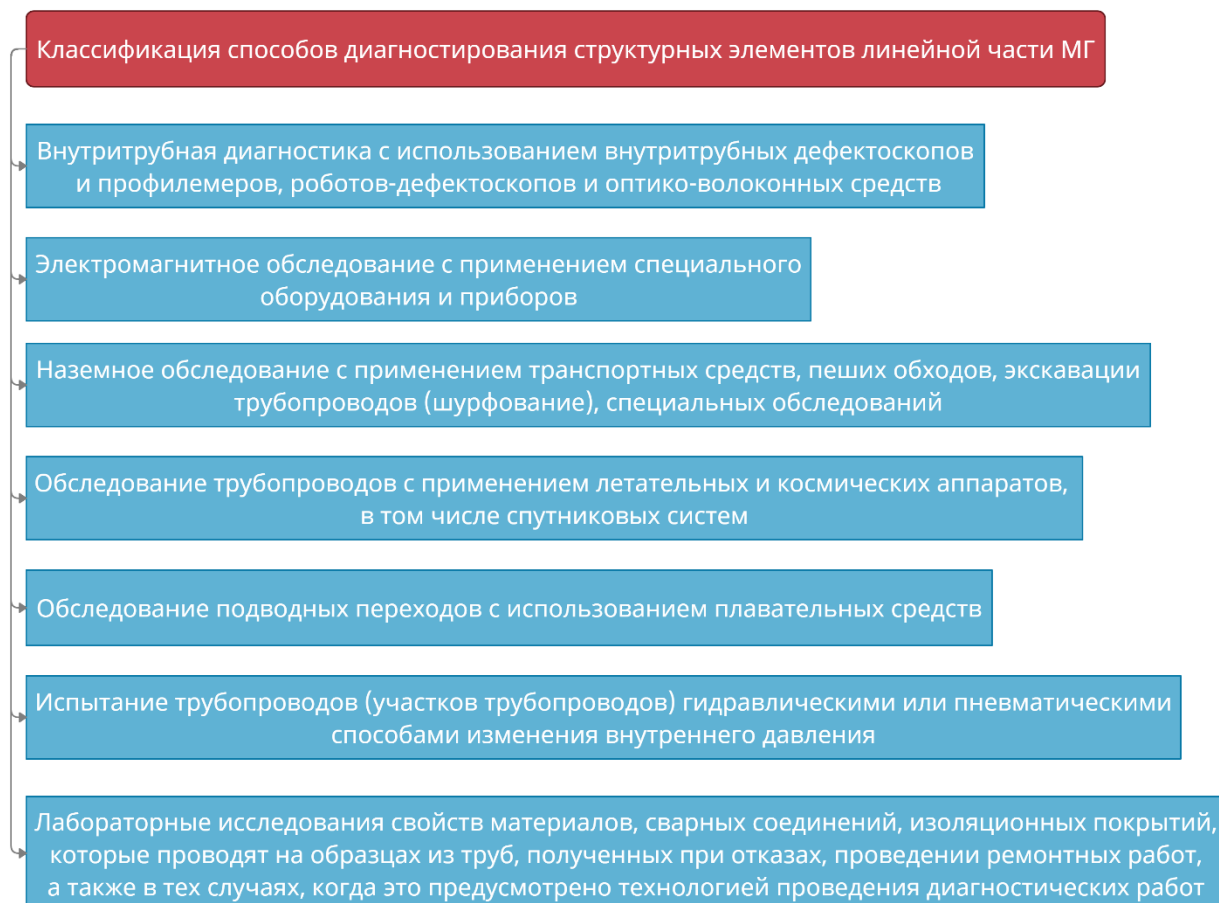 Классификация способов диагностирования структурных элементов линейной части МГ
Внутритрубная диагностика с использованием внутритрубных дефектоскопов
и профилемеров, роботов-дефектоскопов и оптико-волоконных средств
Электромагнитное обследование с применением специального
оборудования и приборов
Наземное обследование с применением транспортных средств, пеших обходов, экскавации
трубопроводов (шурфование), специальных обследований
Обследование трубопроводов с применением летательных и космических аппаратов,
в том числе спутниковых систем
Обследование подводных переходов с использованием плавательных средств
Испытание трубопроводов (участков трубопроводов) гидравлическими или пневматическими
способами изменения внутреннего давления
Лабораторные исследования свойств материалов, сварных соединений, изоляционных покрытий,
которые проводят на образцах из труб, полученных при отказах, проведении ремонтных работ,
а также в тех случаях, когда это предусмотрено технологией проведения диагностических работ